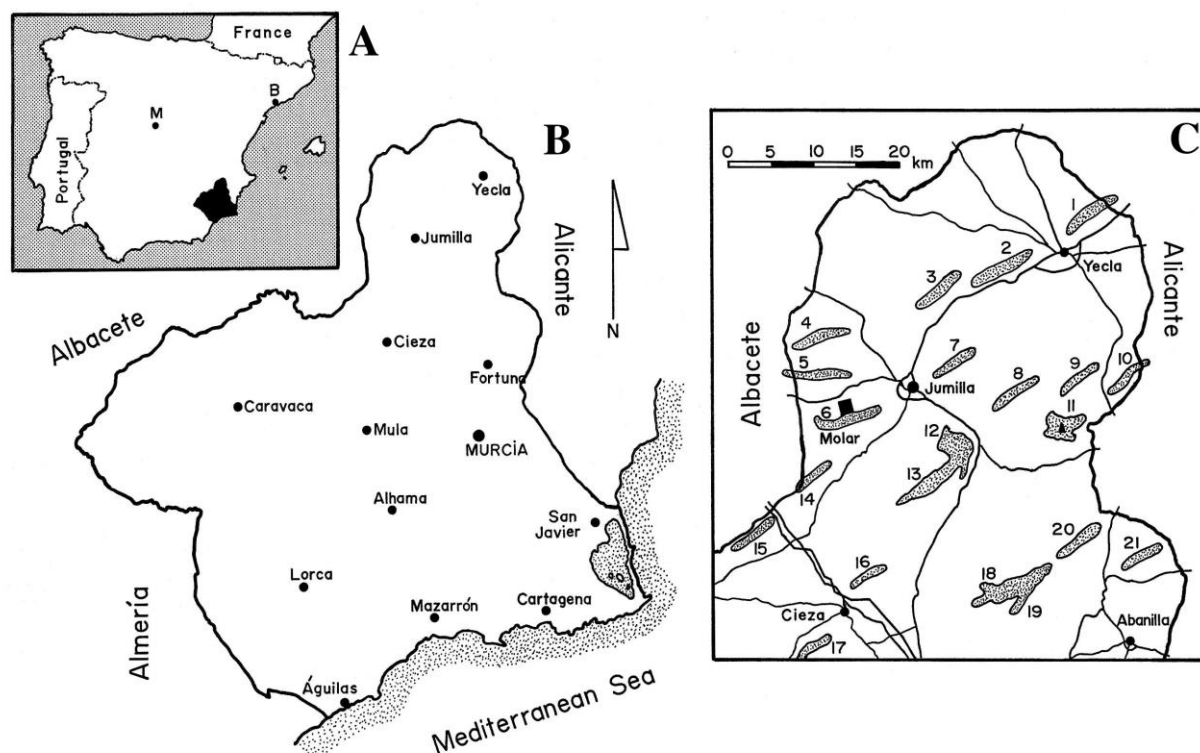 France
A
B
M
Portugal
B
Yecla
Jumilla
Alicante
N
Albacete
Cieza
Fortuna
Caravaca
Mula
MURCÍA
Alhama
San
Javier
Lorca
Mazarrón
Cartagena
Almería
Águilas
Mediterranean Sea
C
0 5 10 15 20
km
1
2
Yecla
3
Alicante
4
Albacete
5
7
8
9
10
Jumilla
6
Molar
11
12
13
14
15
16
20
21
18
19
Cieza
17
Abanilla